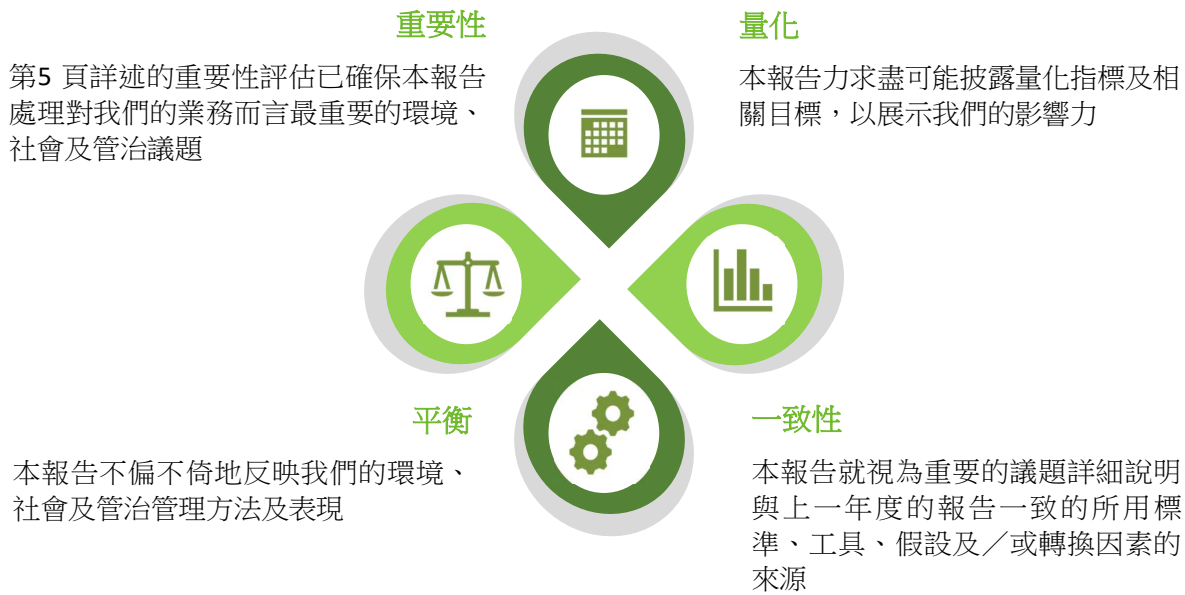 重要性
第5 頁詳述的重要性評估已確保本報告
處理對我們的業務而言最重要的環境、
社會及管治議題
量化
本報告力求盡可能披露量化指標及相
關目標，以展示我們的影響力
平衡
本報告不偏不倚地反映我們的環境、
社會及管治管理方法及表現
一致性
本報告就視為重要的議題詳細說明
與上一年度的報告一致的所用標
準、工具、假設及／或轉換因素的
來源